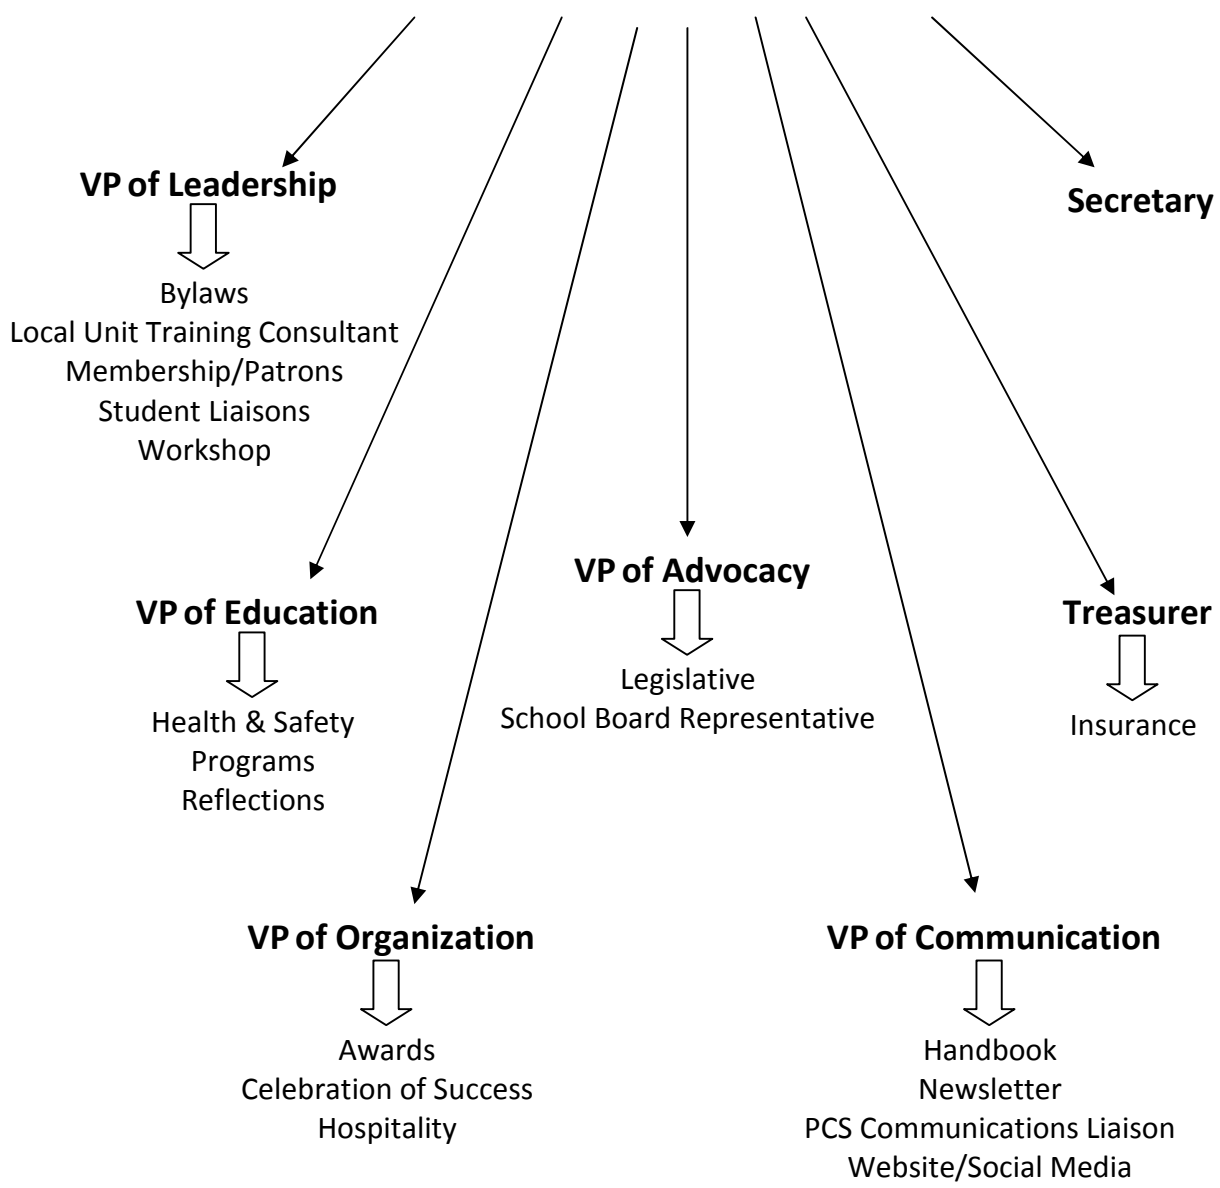 VP of Leadership
Bylaws
Local Unit Training Consultant
Membership/Patrons
Student Liaisons
Workshop
Secretary
VP of Education
Health & Safety
Programs
Reflections
VP of Advocacy
Legislative
School Board Representative
Treasurer
Insurance
VP of Organization
Awards
Celebration of Success
Hospitality
VP of Communication
Handbook
Newsletter
PCS Communications Liaison
Website/Social Media